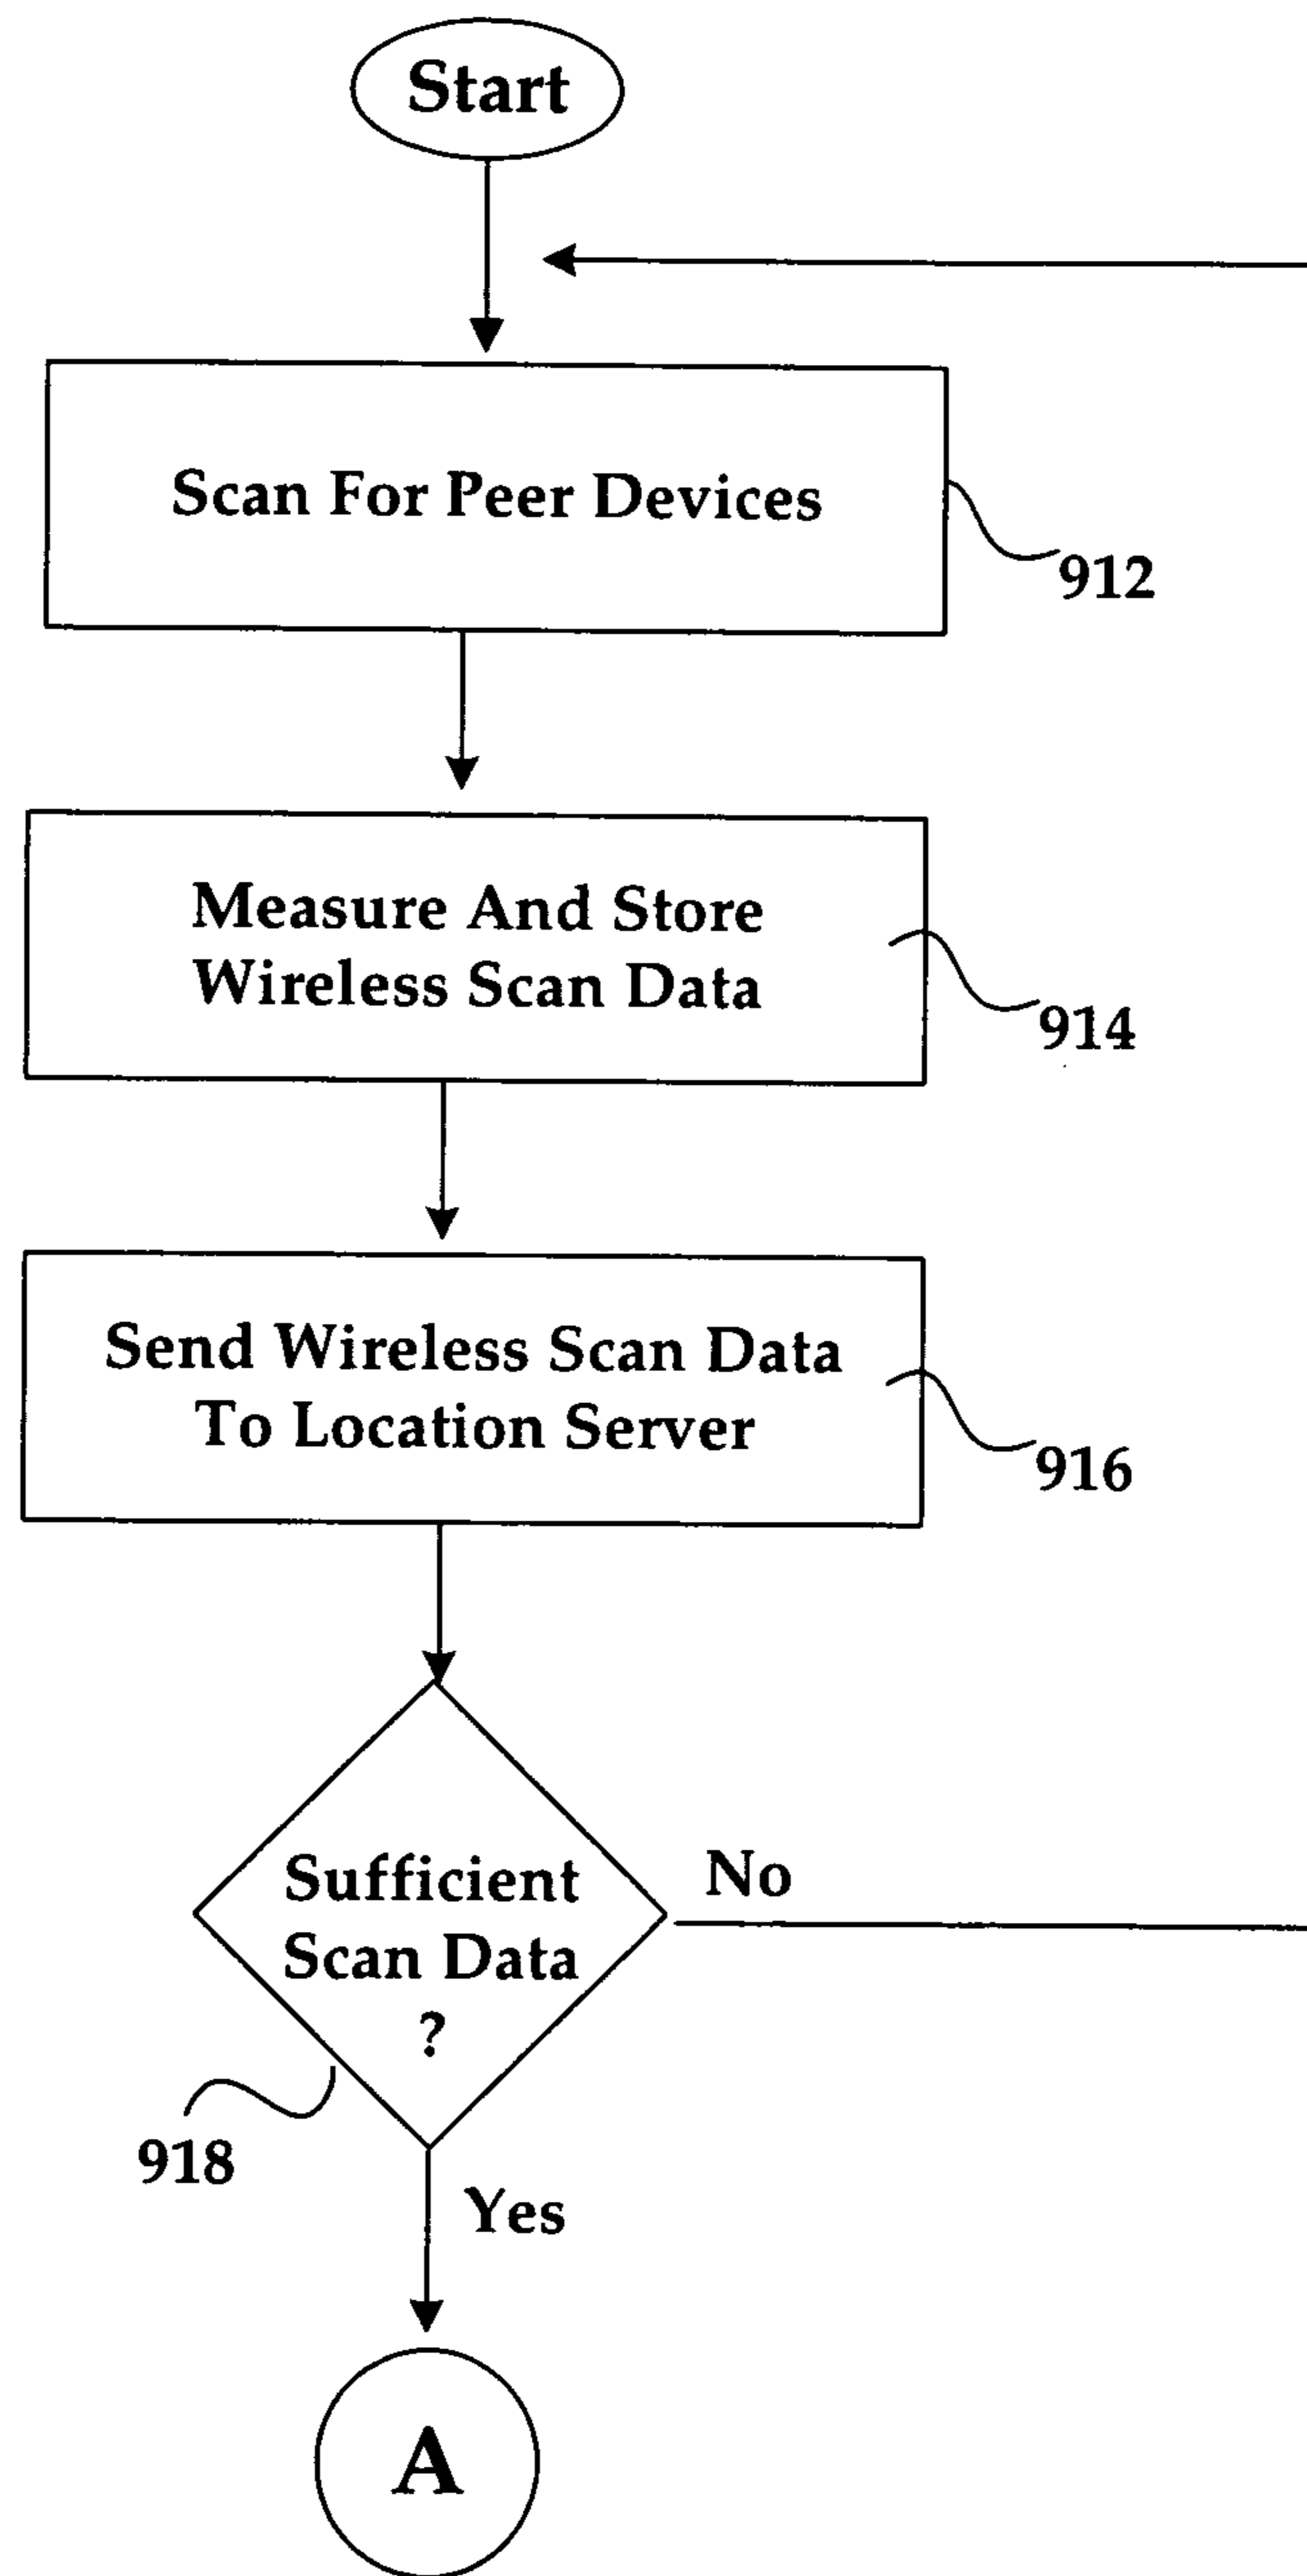 Start
Scan For Peer Devices
912
Measure And Store
Wireless Scan Data
914
Send Wireless Scan Data
To Location Server
916
Sufficient
Scan Data
?
No
918
Yes
A